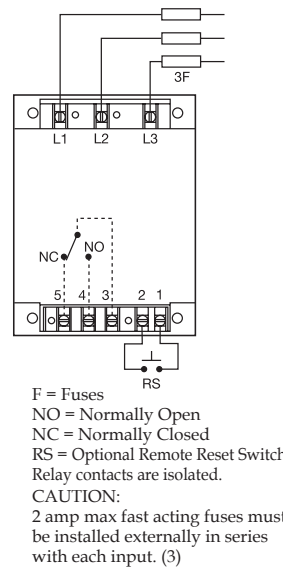 3F
L1 L2 L3
NC NO
5 4 3 2 1
RS
F = Fuses
NO = Normally Open
NC = Normally Closed
RS = Optional Remote Reset Switch
Relay contacts are isolated.
CAUTION:
2 amp max fast acting fuses must
be installed externally in series
with each input. (3)